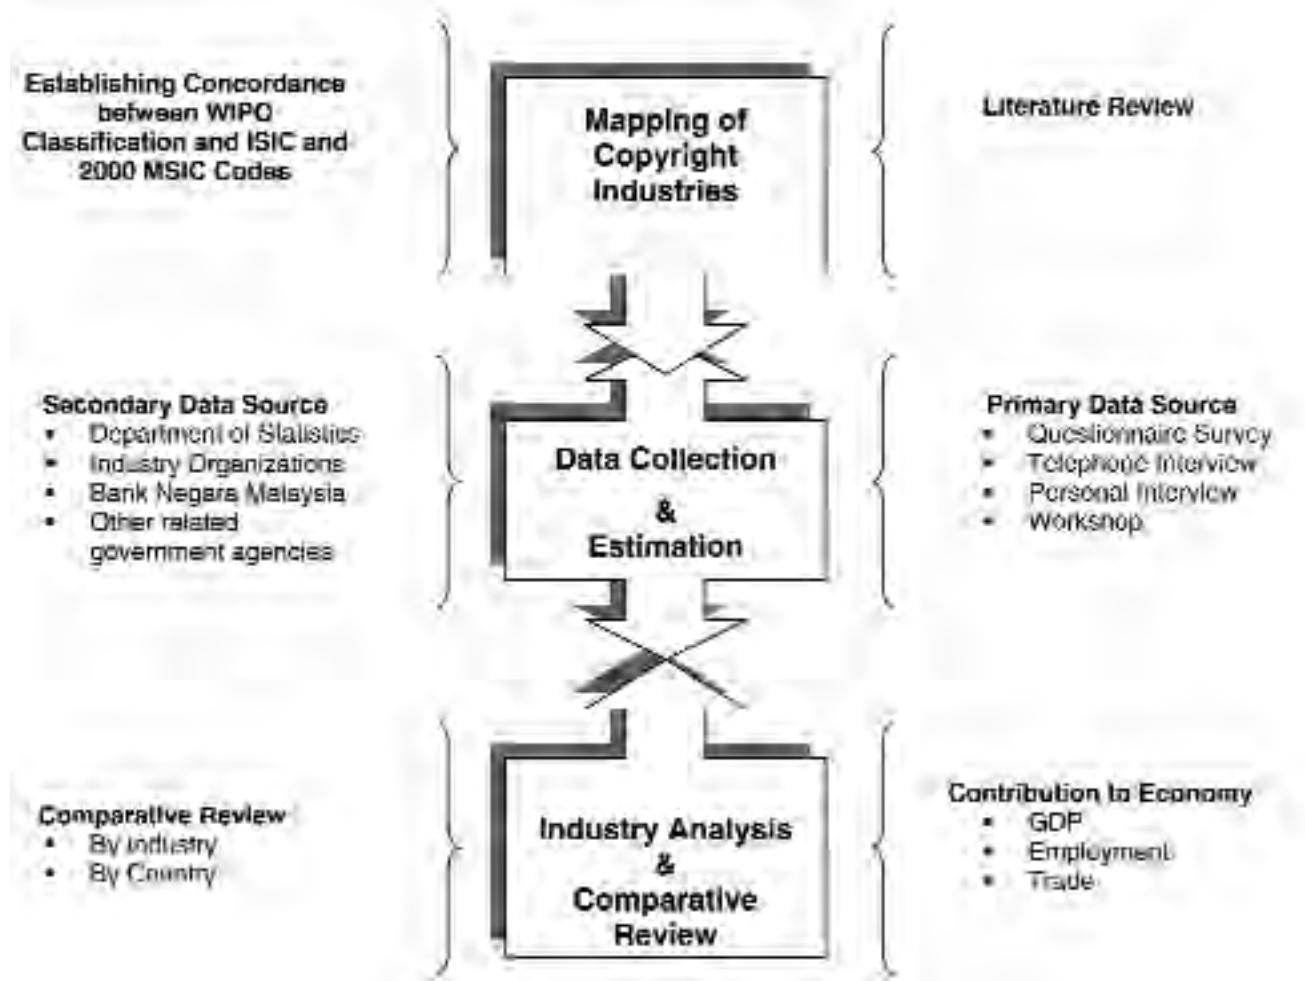 Establishing Concordance
between WIPO
Classification and ISIC and
2000 MSIC Codes
Mapping of
Copyright
Industries
Literature Review
Secondary Data Source
• Department of Statistics
• Industry Organizations
• Bank Negara Malaysia
• Other related
government agencies
Data Collection
&
Estimation
Primary Data Source
• Questionnaire Survey
• Telephone Interview
• Personal Interview
• Workshop
Comparative Review
• By industry
• By Country
Industry Analysis
&
Comparative
Review
Contribution to Economy
• GDP
• Employment
• Trade